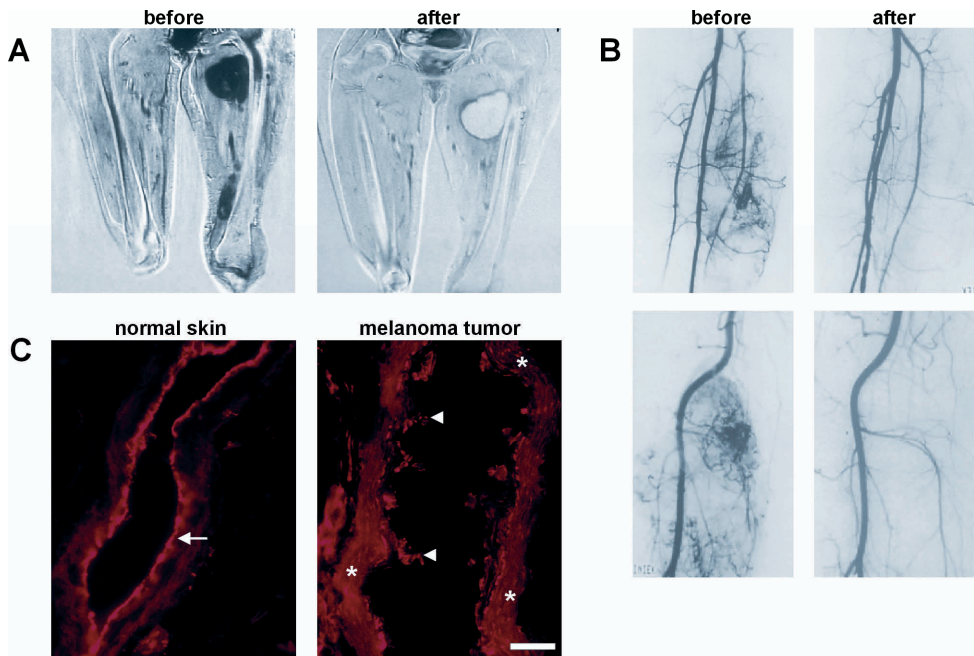 A
before
after
B
before
after
C
normal skin
melanoma tumor
*
*
*